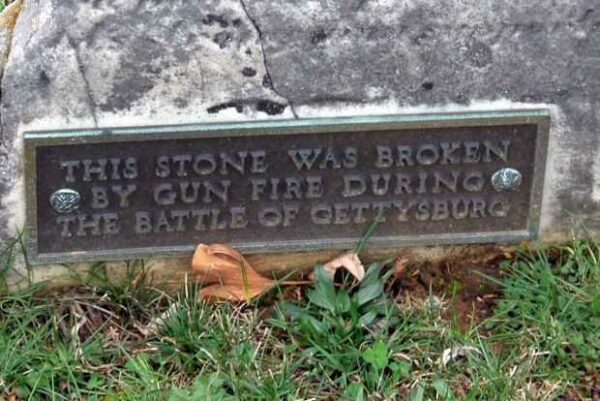 THIS STONE WAS BROKEN
BY GUN FIRE DURING
THE BATTLE OF GETTYSBURG